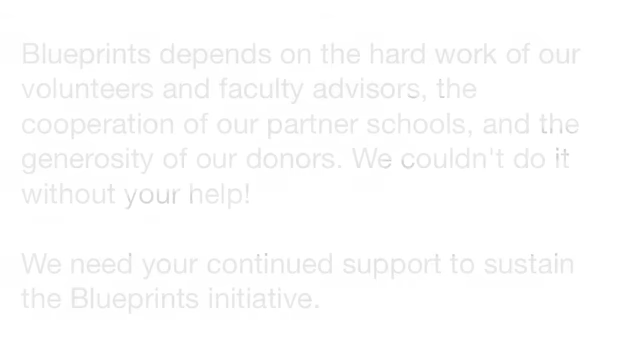 Blueprints depends on the hard work of our
volunteers and faculty advisors, the
cooperation of our partner schools, and the
generosity of our donors. We couldn't do it
without your help!
We need your continued support to sustain
the Blueprints initiative.